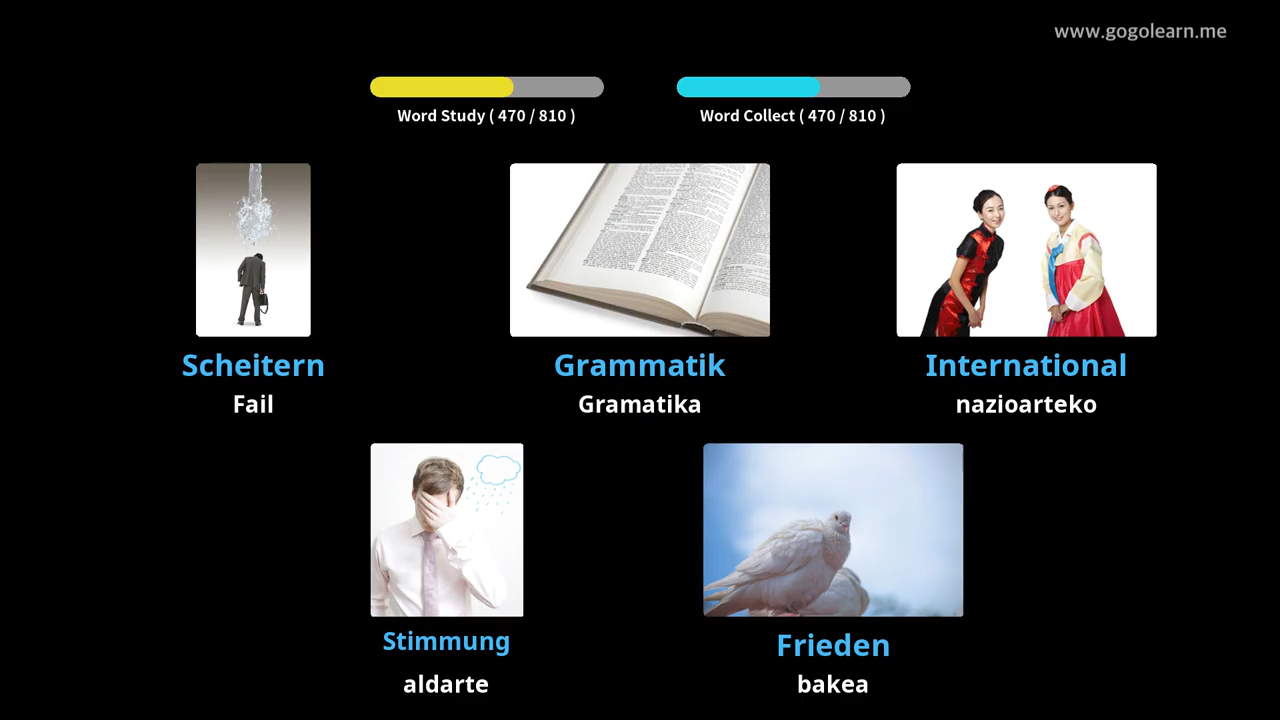 www.gogolearn.me
Word Study ( 470 / 810 )
Word Collect ( 470 / 810 )
Scheitern
Fail
Grammatik
Gramatika
International
nazioarteko
Stimmung
aldarte
Frieden
bakea